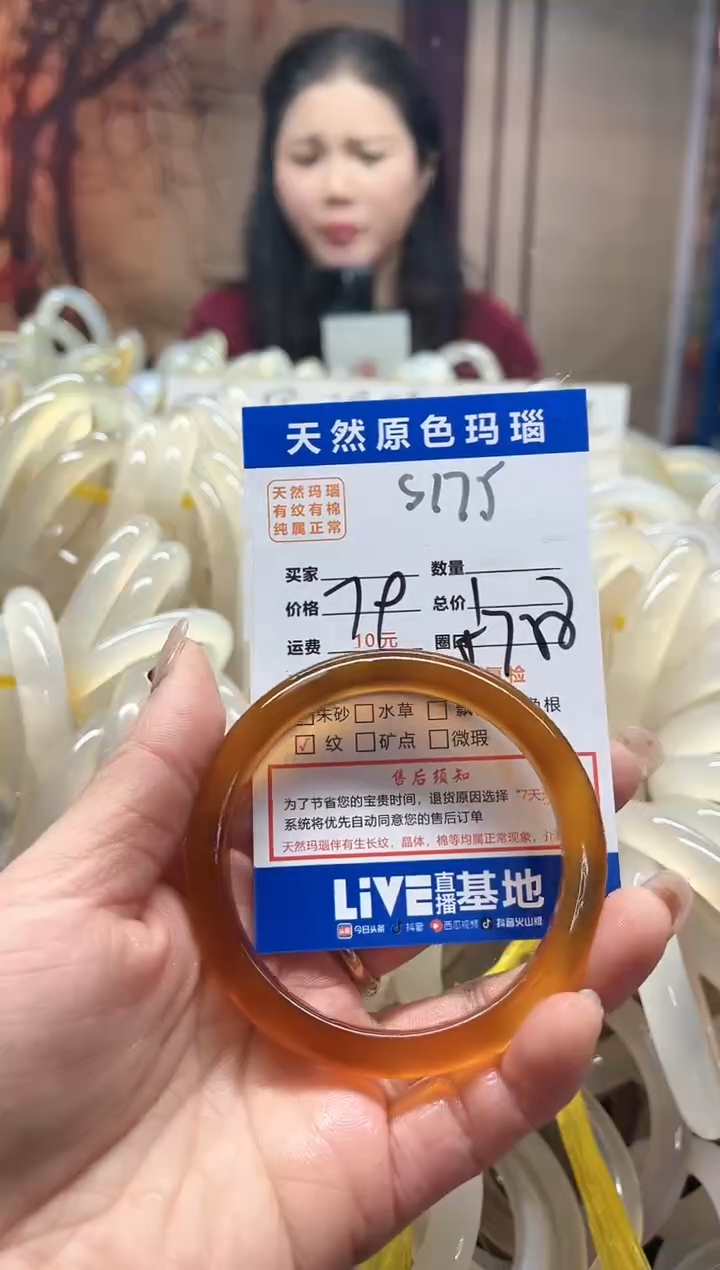 天然原色玛瑙
天然玛瑙
有纹有棉
纯属正常
S175
买家 数量
价格 总价
运费 10元
朱砂 水草
纹 矿点 微瑕
售后须知
为了节省您的宝贵时间，退货原因选择 "7天
系统将优先自动同意您的售后订单
天然玛瑙伴有生长纹，晶体，棉等均属正常现象，介
LiVE直播基地
头条 今日头条 抖音 西瓜视频 抖音火山版